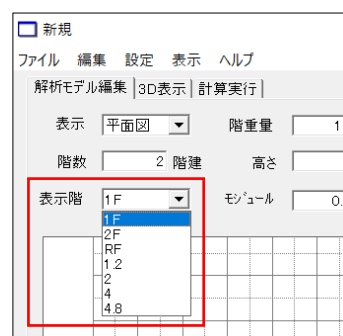 新規
ファイル 編集 設定 表示 ヘルプ
解析モデル編集 3D表示 計算実行
表示 平面図 階重量 1
階数 2 階建 高さ
表示階 1F ﾓｼﾞｭｰﾙ 0.
1F
2F
RF
1.2
2
4
4.8